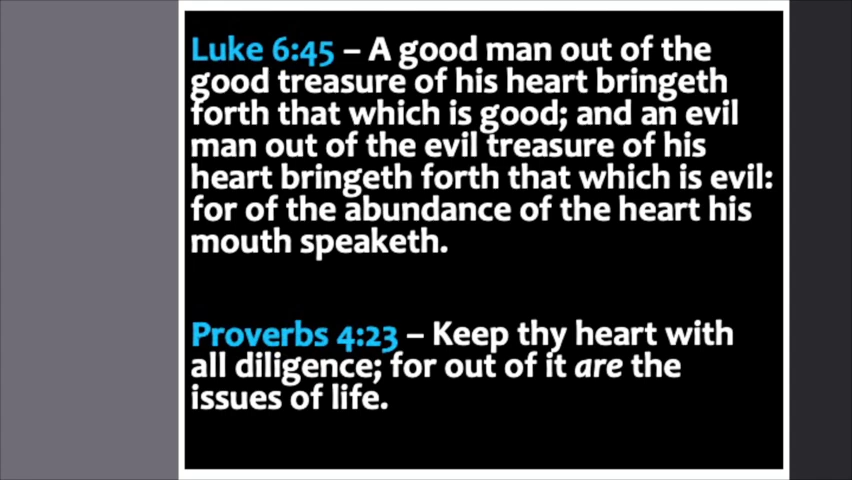 Luke 6:45 – A good man out of the
good treasure of his heart bringeth
forth that which is good; and an evil
man out of the evil treasure of his
heart bringeth forth that which is evil:
for of the abundance of the heart his
mouth speaketh.
Proverbs 4:23 – Keep thy heart with
all diligence; for out of it are the
issues of life.